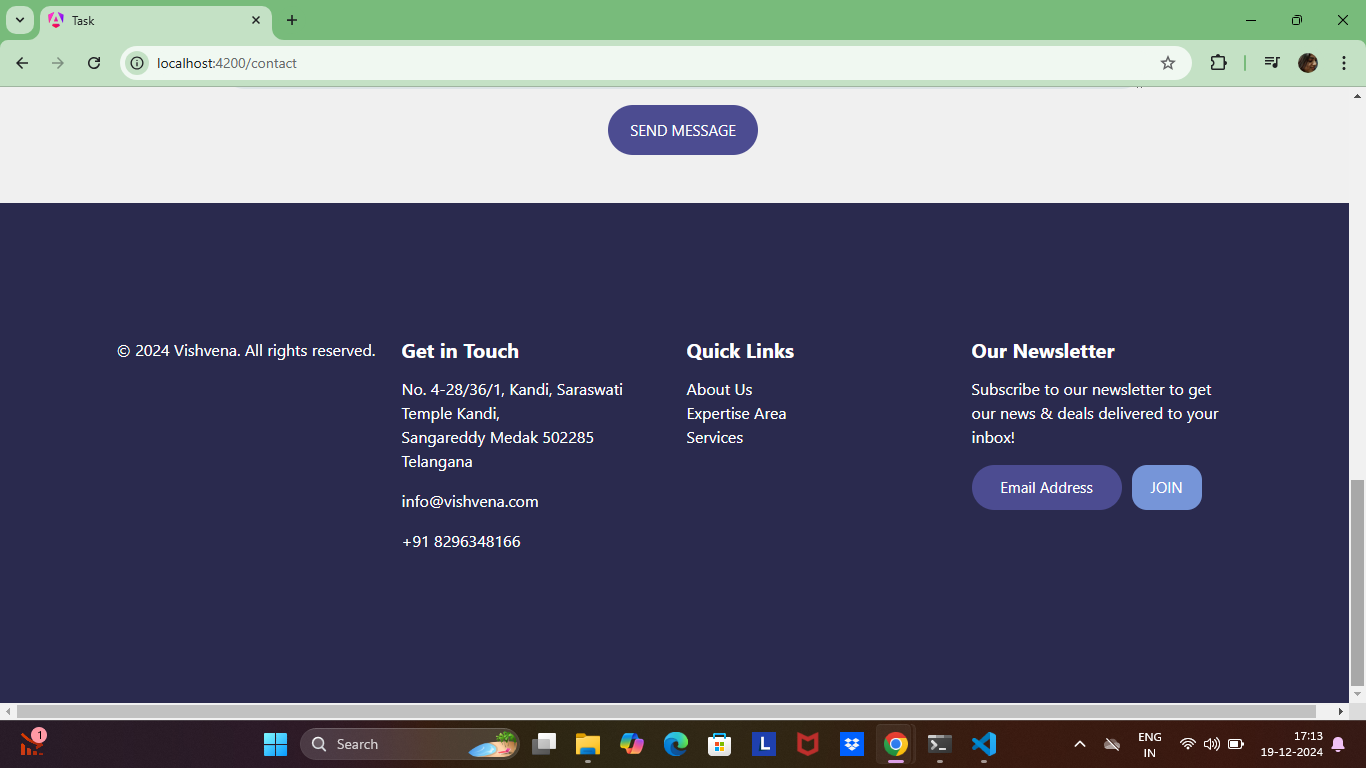 Task
localhost:4200/contact
SEND MESSAGE
© 2024 Vishvena. All rights reserved.
Get in Touch
No. 4-28/36/1, Kandi, Saraswati
Temple Kandi,
Sangareddy Medak 502285
Telangana
info@vishvena.com
+91 8296348166
Quick Links
About Us
Expertise Area
Services
Our Newsletter
Subscribe to our newsletter to get
our news & deals delivered to your
inbox!
Email Address
JOIN
1
Search
L
ENG
IN
17:13
19-12-2024